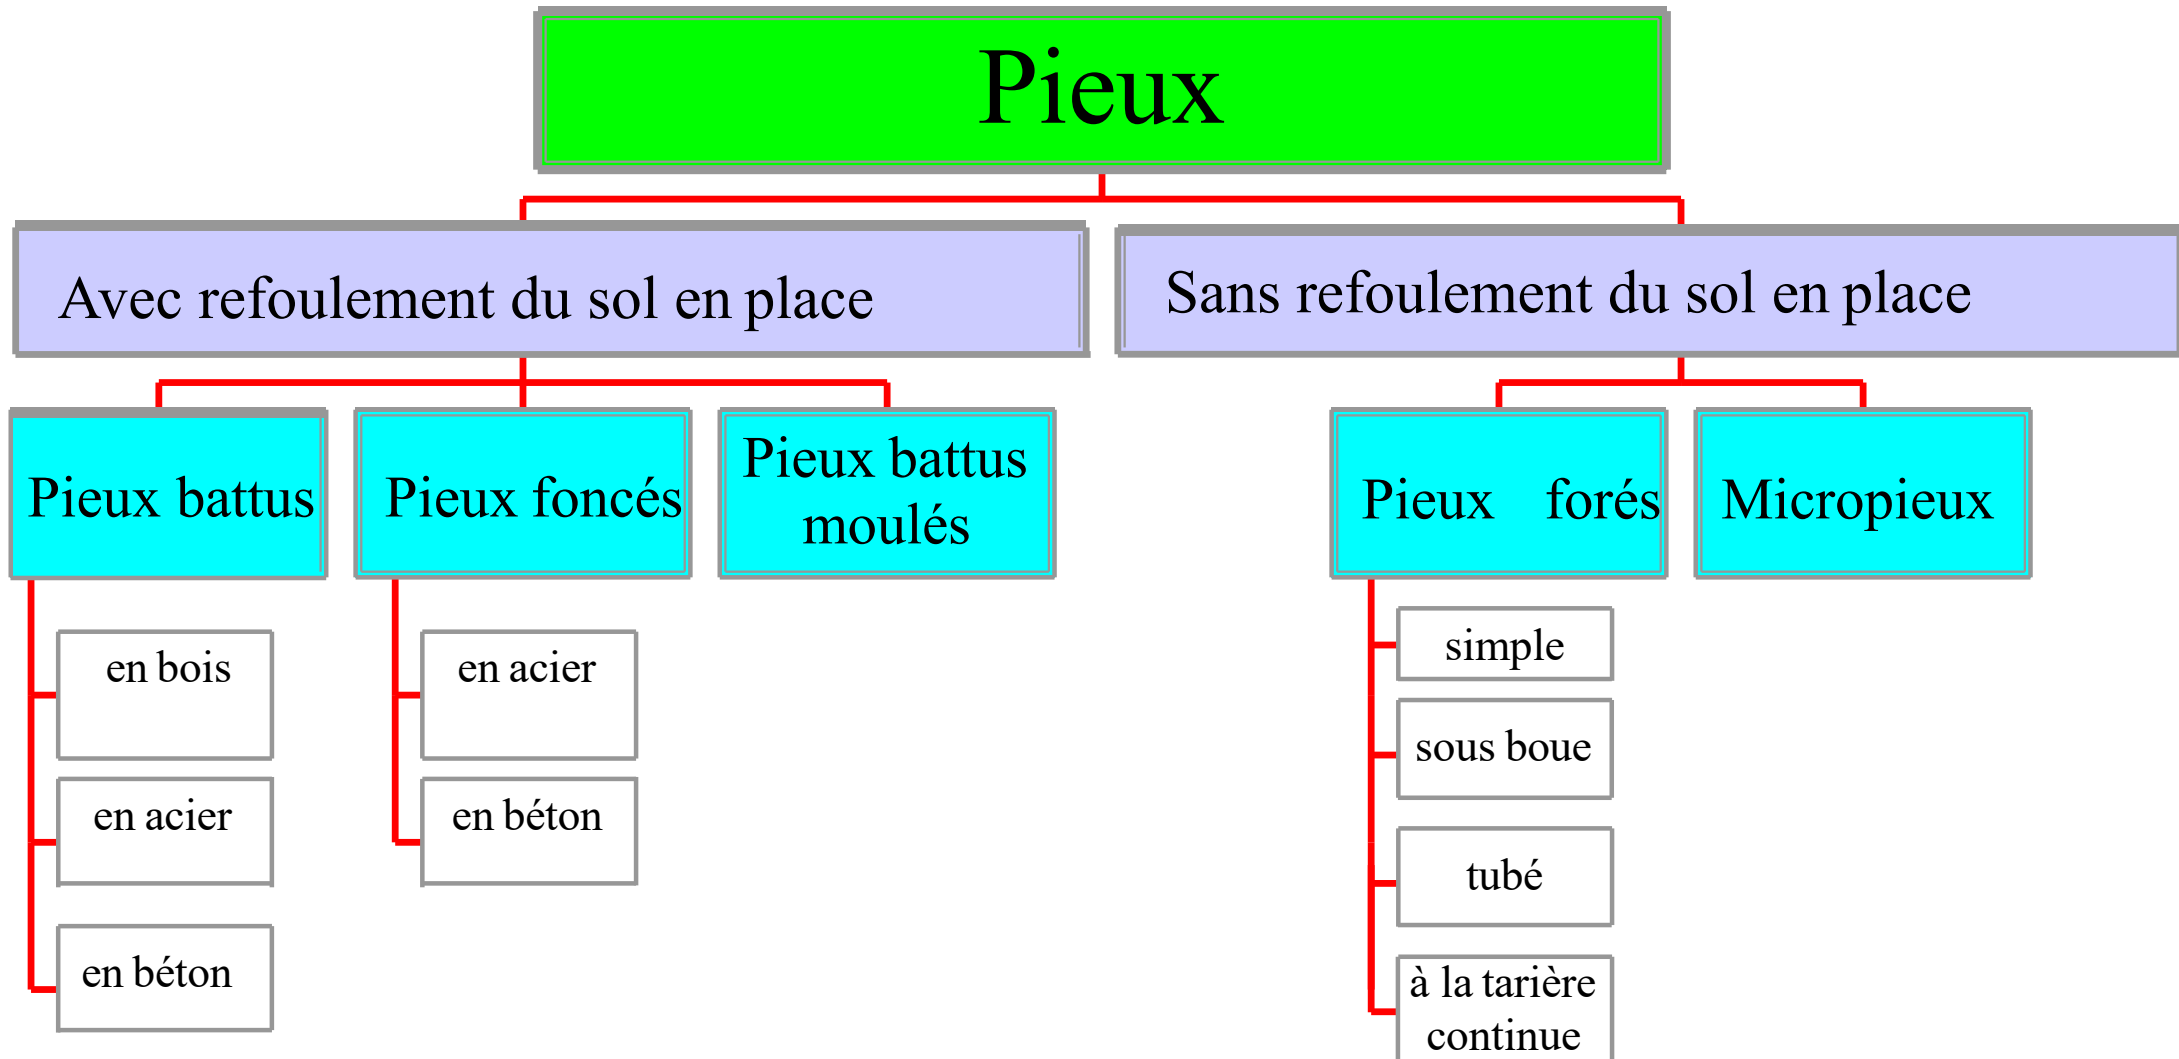 Pieux
Avec refoulement du sol en place
Sans refoulement du sol en place
Pieux battus
Pieux foncés
Pieux battus
moulés
Pieux forés
Micropieux
en bois
en acier
en béton
en acier
en béton
simple
sous boue
tubé
à la tarière
continue